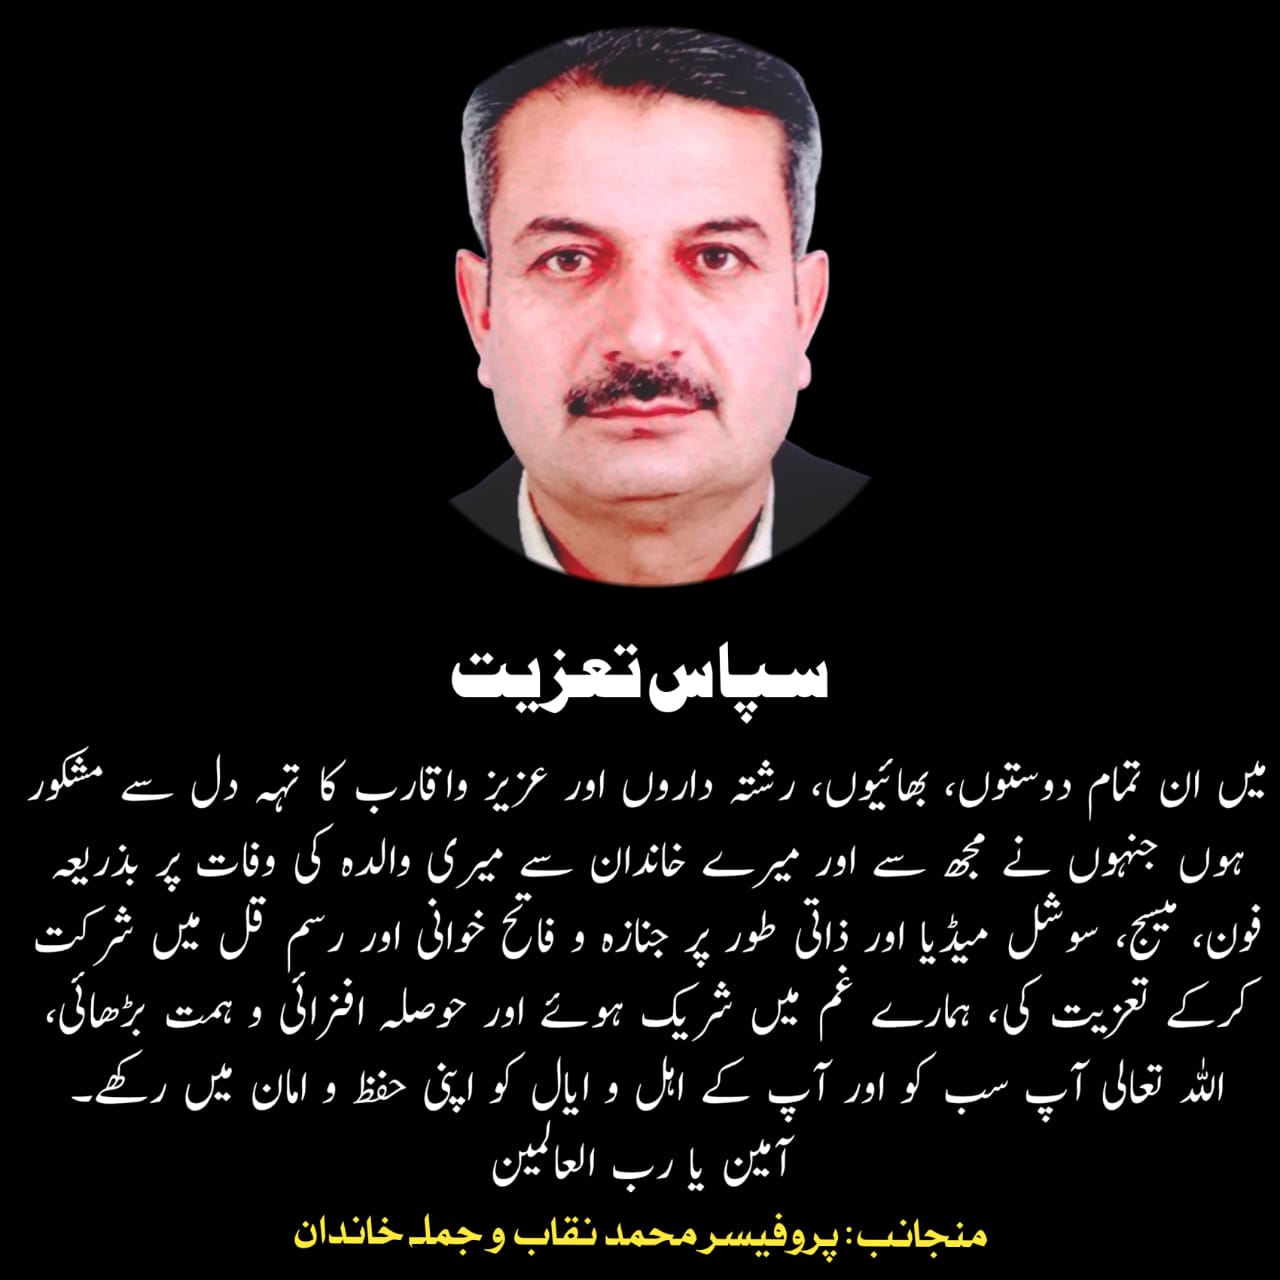 سپاس تعزیت
میں ان تمام دوستوں، بھائیوں، رشتہ داروں اور عزیز واقارب کا تہہ دل سے مشکور
ہوں جنہوں نے مجھ سے اور میرے خاندان سے میری والدہ کی وفات پر بذریعہ
فون، میسج، سوشل میڈیا اور ذاتی طور پر جنازہ و فاتح خوانی اور رسم قل میں شرکت
کرکے تعزیت کی، ہمارے غم میں شریک ہوئے اور حوصلہ افزائی و ہمت بڑھائی،
اللہ تعالی آپ سب کو اور آپ کے اہل و ایال کو اپنی حفظ و امان میں رکھے۔
آمین یا رب العالمین
منجانب: پروفیسر محمد نقاب و جملہ خاندان